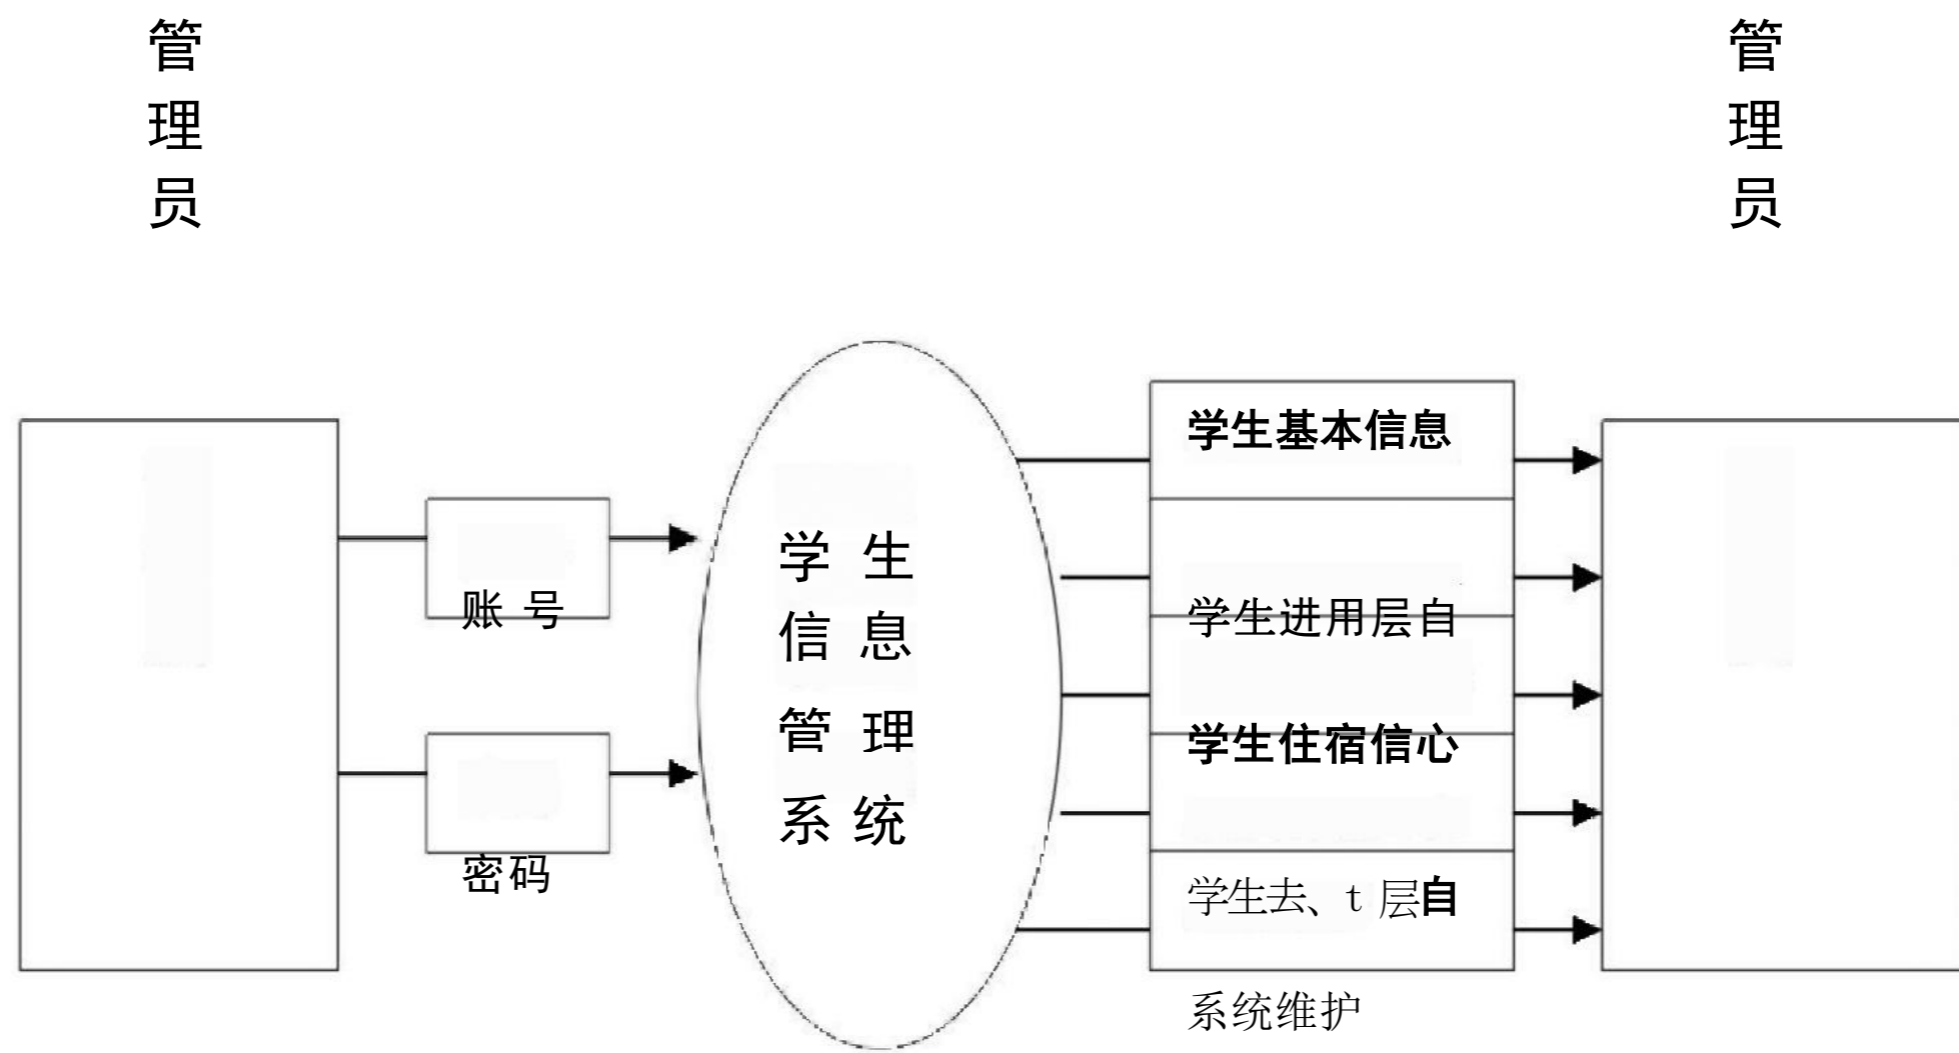 管理员
管理员
账号
密码
学生
信息
管理
系统
学生基本信息
学生进用层自
学生住宿信心
学生去、t 层自
系统维护